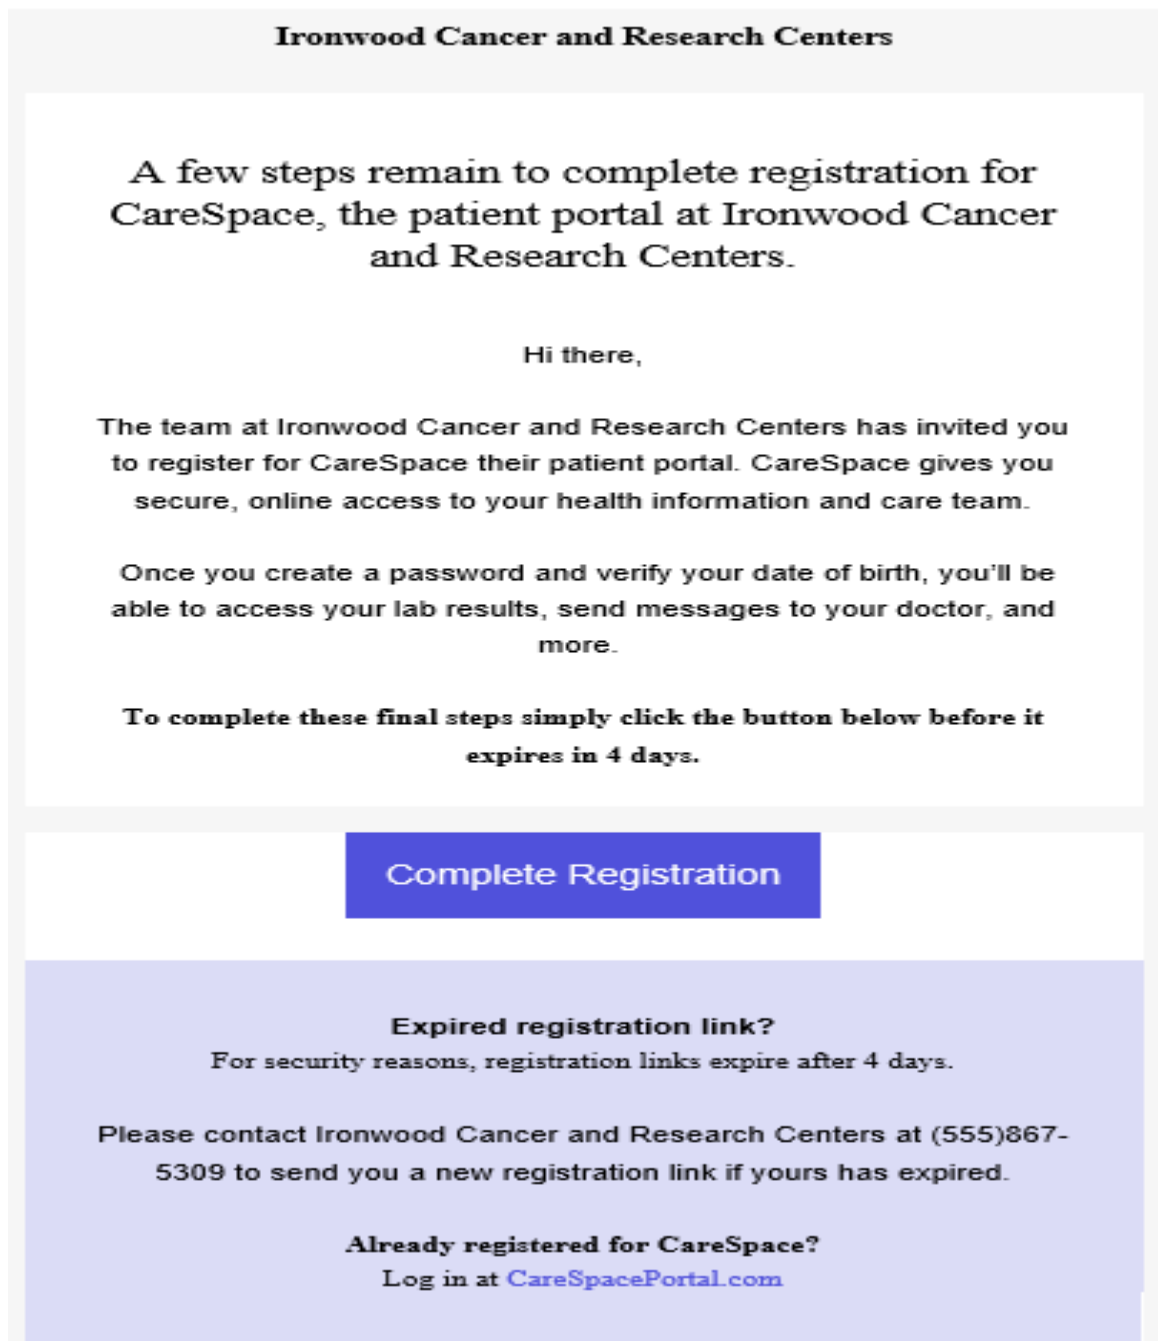 Ironwood Cancer and Research Centers
A few steps remain to complete registration for
CareSpace, the patient portal at Ironwood Cancer
and Research Centers.
Hi there,
The team at Ironwood Cancer and Research Centers has invited you
to register for CareSpace their patient portal. CareSpace gives you
secure, online access to your health information and care team.
Once you create a password and verify your date of birth, you'll be
able to access your lab results, send messages to your doctor, and
more.
To complete these final steps simply click the button below before it
expires in 4 days.
Complete Registration
Expired registration link?
For security reasons, registration links expire after 4 days.
Please contact Ironwood Cancer and Research Centers at (555)867-
5309 to send you a new registration link if yours has expired.
Already registered for CareSpace?
Log in at CareSpacePortal.com